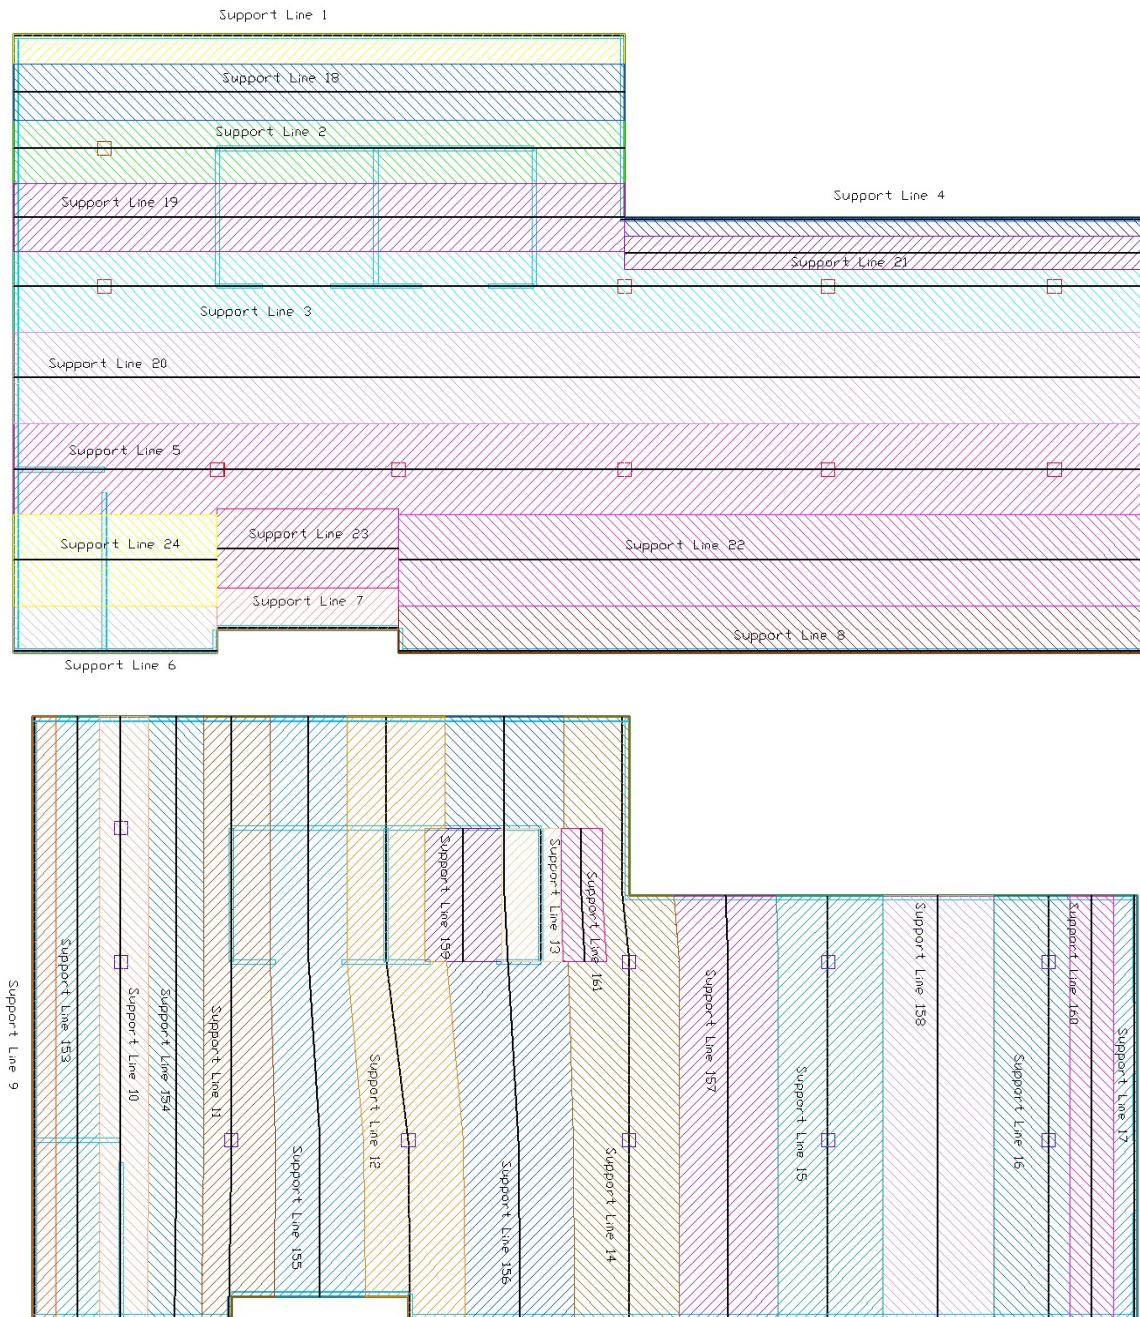 Support Line 1
Support Line 18
Support Line 2
Support Line 19
Support Line 4
Support Line 21
Support Line 3
Support Line 20
Support Line 5
Support Line 24
Support Line 23
Support Line 22
Support Line 7
Support Line 8
Support Line 6
Support Line 9
Support Line 153
Support Line 10
Support Line 154
Support Line 11
Support Line 155
Support Line 12
Support Line 159
Support Line 156
Support Line 13
Support Line 161
Support Line 14
Support Line 157
Support Line 15
Support Line 158
Support Line 16
Support Line 160
Support Line 17